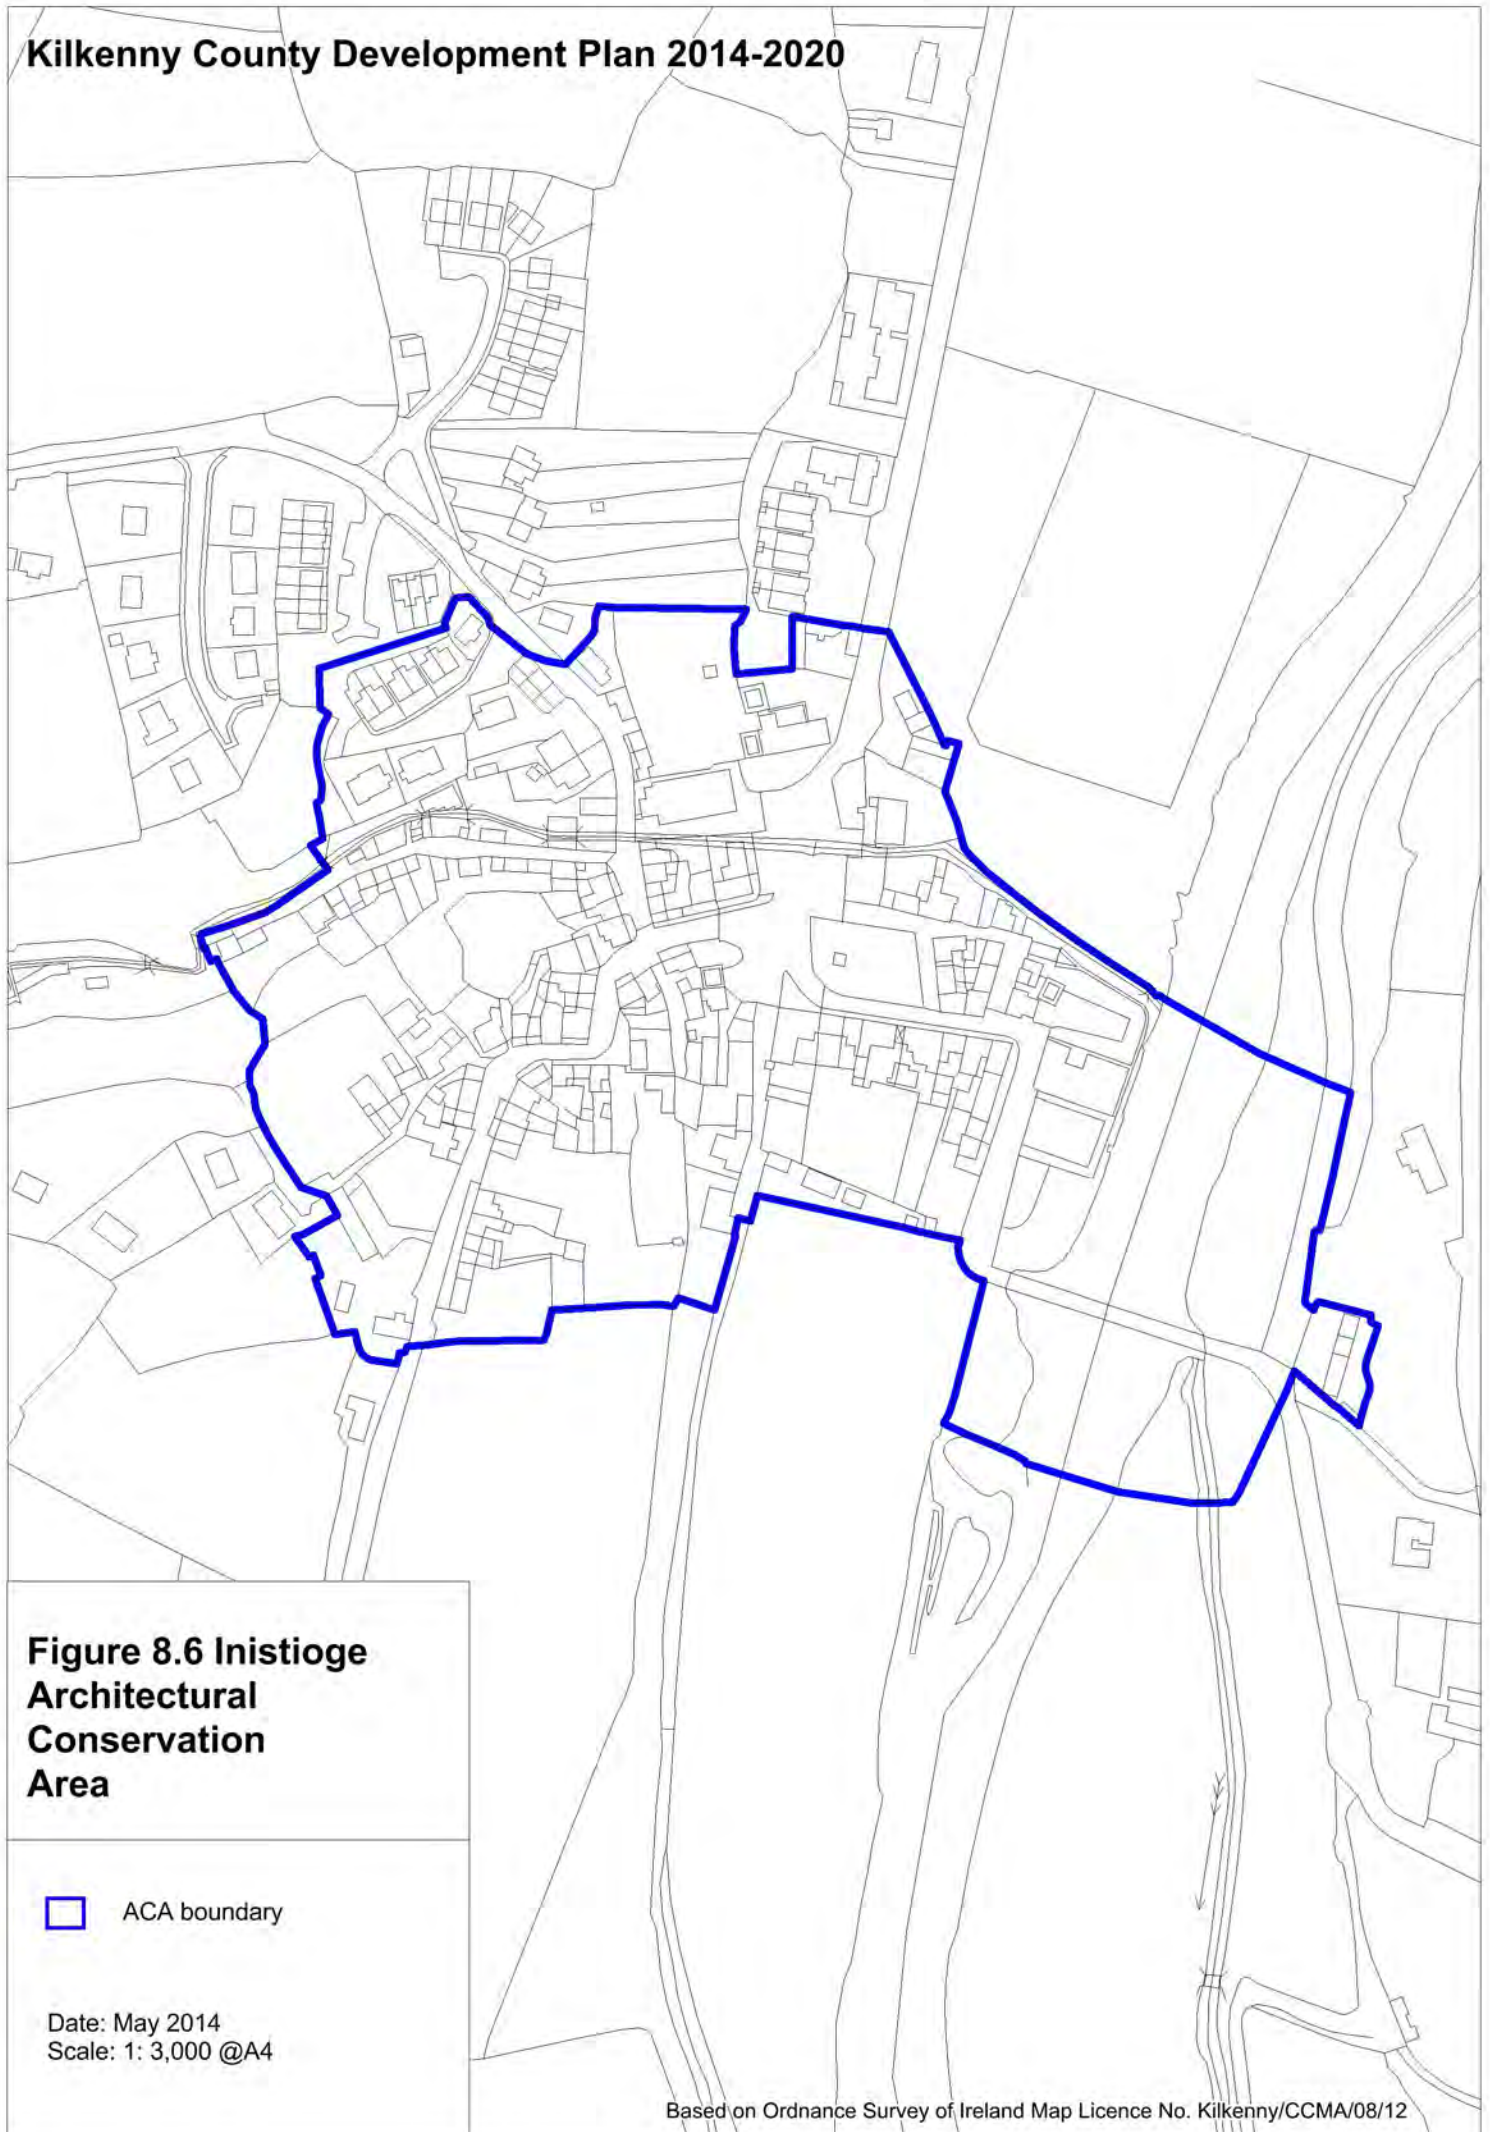 Kilkenny County Development Plan 2014-2020
Figure 8.6 Inistioge
Architectural
Conservation
Area
ACA boundary
Date: May 2014
Scale: 1: 3,000 @A4
Based on Ordnance Survey of Ireland Map Licence No. Kilkenny/CCMA/08/12